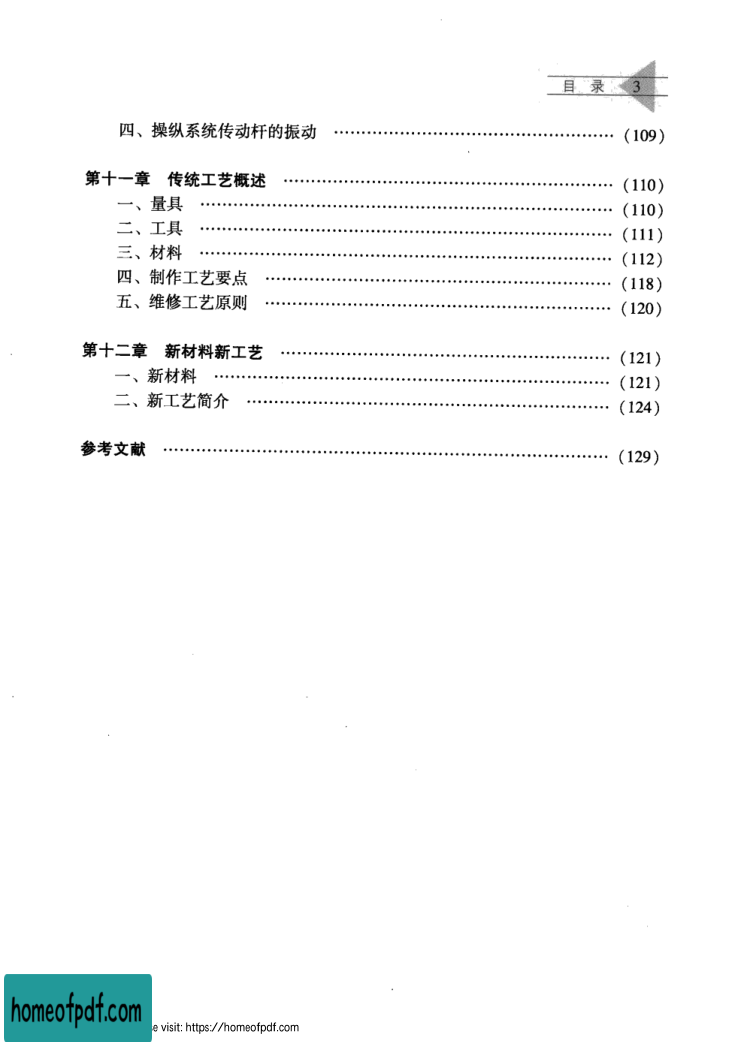 目 录 3
四、操纵系统传动杆的振动 ………………………………………… (109)
第十一章 传统工艺概述 ………………………………………… (110)
一、量具 ………………………………………… (110)
二、工具 ………………………………………… (111)
三、材料 ………………………………………… (112)
四、制作工艺要点 ………………………………………… (118)
五、维修工艺原则 ………………………………………… (120)
第十二章 新材料新工艺 ………………………………………… (121)
一、新材料 ………………………………………… (121)
二、新工艺简介 ………………………………………… (124)
参考文献 ………………………………………… (129)
homeofpdf.com
e visit: https://homeofpdf.com